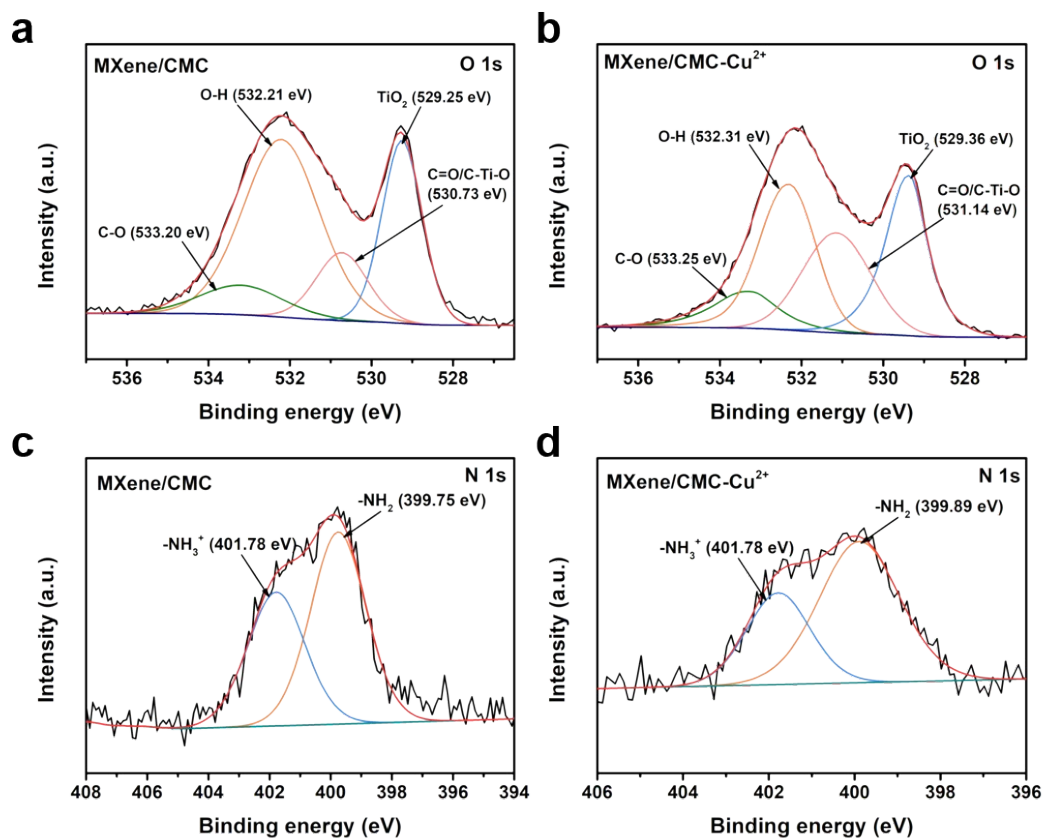 a
MXene/CMC
O 1s
O-H (532.21 eV)
TiO₂ (529.25 eV)
C=O/C-Ti-O
(530.73 eV)
C-O (533.20 eV)
Intensity (a.u.)
536 534 532 530 528
Binding energy (eV)
b
MXene/CMC-Cu²⁺
O 1s
O-H (532.31 eV)
TiO₂ (529.36 eV)
C=O/C-Ti-O
(531.14 eV)
C-O (533.25 eV)
Intensity (a.u.)
536 534 532 530 528
Binding energy (eV)
c
MXene/CMC
N 1s
-NH₂ (399.75 eV)
-NH₃⁺ (401.78 eV)
Intensity (a.u.)
408 406 404 402 400 398 396 394
Binding energy (eV)
d
MXene/CMC-Cu²⁺
N 1s
-NH₂ (399.89 eV)
-NH₃⁺ (401.78 eV)
Intensity (a.u.)
406 404 402 400 398 396
Binding energy (eV)